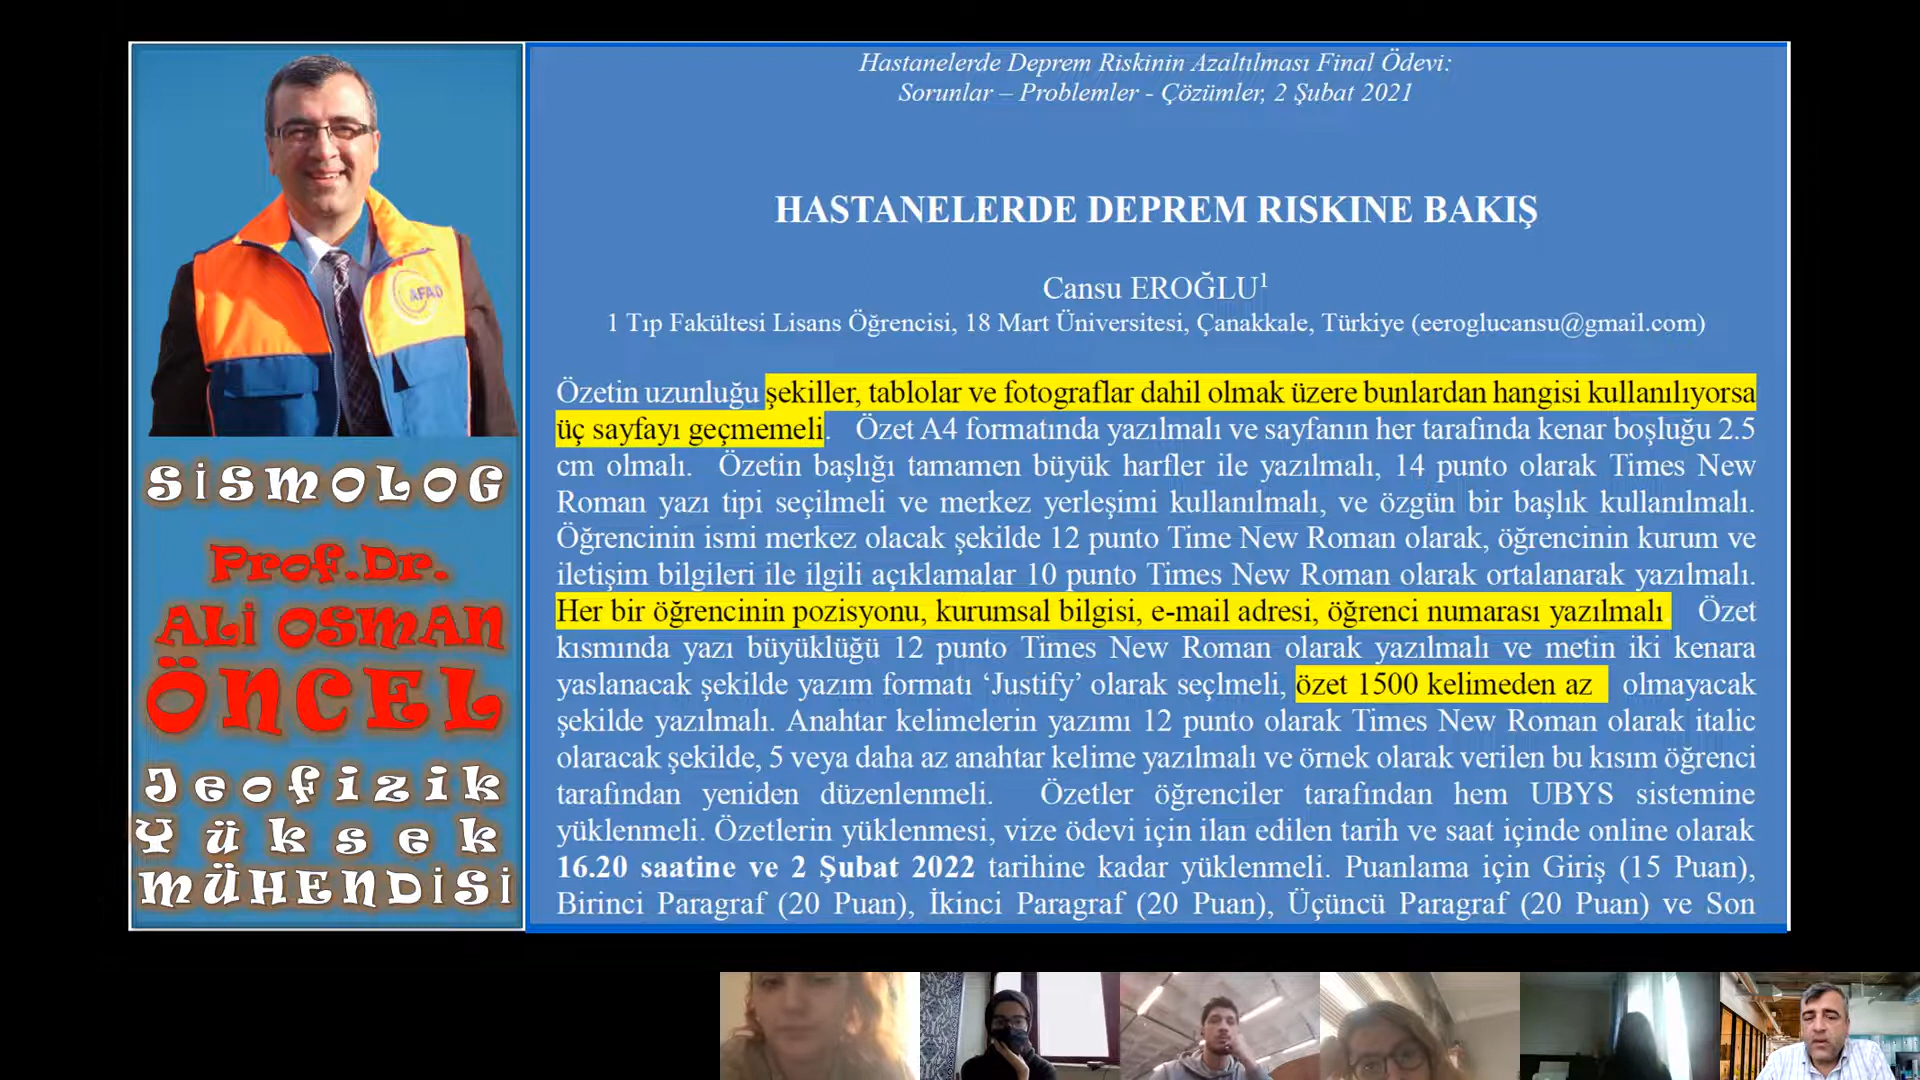 AFAD
SİSMOLOG
Prof.Dr.
ALİ OSMAN
ÖNCEL
Jeofizik
Yüksek
MÜHENDİSİ
Hastanelerde Deprem Riskinin Azaltılması Final Ödevi:
Sorunlar – Problemler - Çözümler, 2 Şubat 2021
HASTANELERDE DEPREM RISKINE BAKIŞ
Cansu EROĞLU1
1 Tıp Fakültesi Lisans Öğrencisi, 18 Mart Üniversitesi, Çanakkale, Türkiye (eeroglucansu@gmail.com)
Özetin uzunluğu şekiller, tablolar ve fotograflar dahil olmak üzere bunlardan hangisi kullanılıyorsa
üç sayfayı geçmemeli. Özet A4 formatında yazılmalı ve sayfanın her tarafında kenar boşluğu 2.5
cm olmalı. Özetin başlığı tamamen büyük harfler ile yazılmalı, 14 punto olarak Times New
Roman yazı tipi seçilmeli ve merkez yerleşimi kullanılmalı, ve özgün bir başlık kullanılmalı.
Öğrencinin ismi merkez olacak şekilde 12 punto Time New Roman olarak, öğrencinin kurum ve
iletişim bilgileri ile ilgili açıklamalar 10 punto Times New Roman olarak ortalanarak yazılmalı.
Her bir öğrencinin pozisyonu, kurumsal bilgisi, e-mail adresi, öğrenci numarası yazılmalı Özet
kısmında yazı büyüklüğü 12 punto Times New Roman olarak yazılmalı ve metin iki kenara
yaslanacak şekilde yazım formatı ‘Justify’ olarak seçlmeli, özet 1500 kelimeden az olmayacak
şekilde yazılmalı. Anahtar kelimelerin yazımı 12 punto olarak Times New Roman olarak italic
olaracak şekilde, 5 veya daha az anahtar kelime yazılmalı ve örnek olarak verilen bu kısım öğrenci
tarafından yeniden düzenlenmeli. Özetler öğrenciler tarafından hem UBYS sistemine
yüklenmeli. Özetlerin yüklenmesi, vize ödevi için ilan edilen tarih ve saat içinde online olarak
16.20 saatine ve 2 Şubat 2022 tarihine kadar yüklenmeli. Puanlama için Giriş (15 Puan),
Birinci Paragraf (20 Puan), İkinci Paragraf (20 Puan), Üçüncü Paragraf (20 Puan) ve Son